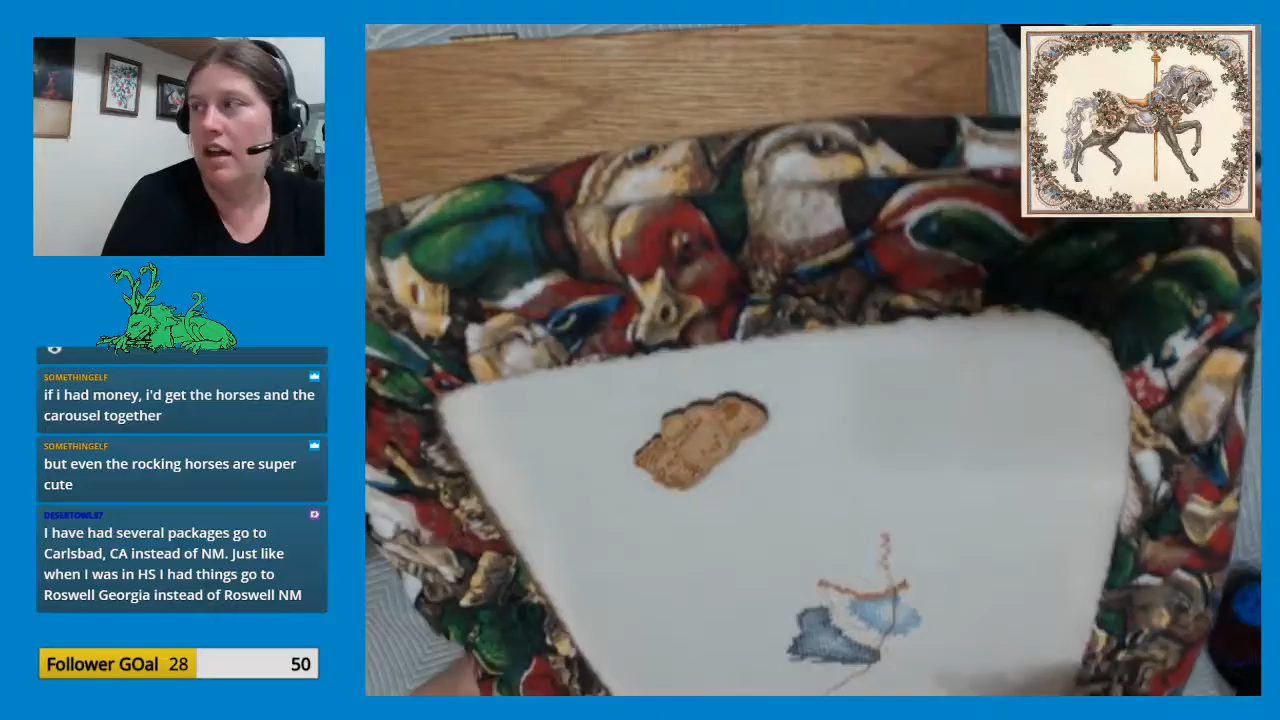 SOMETHINGELF
if i had money, i'd get the horses and the
carousel together
SOMETHINGELF
but even the rocking horses are super
cute
DESERTOWL37
I have had several packages go to
Carlsbad, CA instead of NM. Just like
when I was in HS I had things go to
Roswell Georgia instead of Roswell NM
Follower GOal 28 50